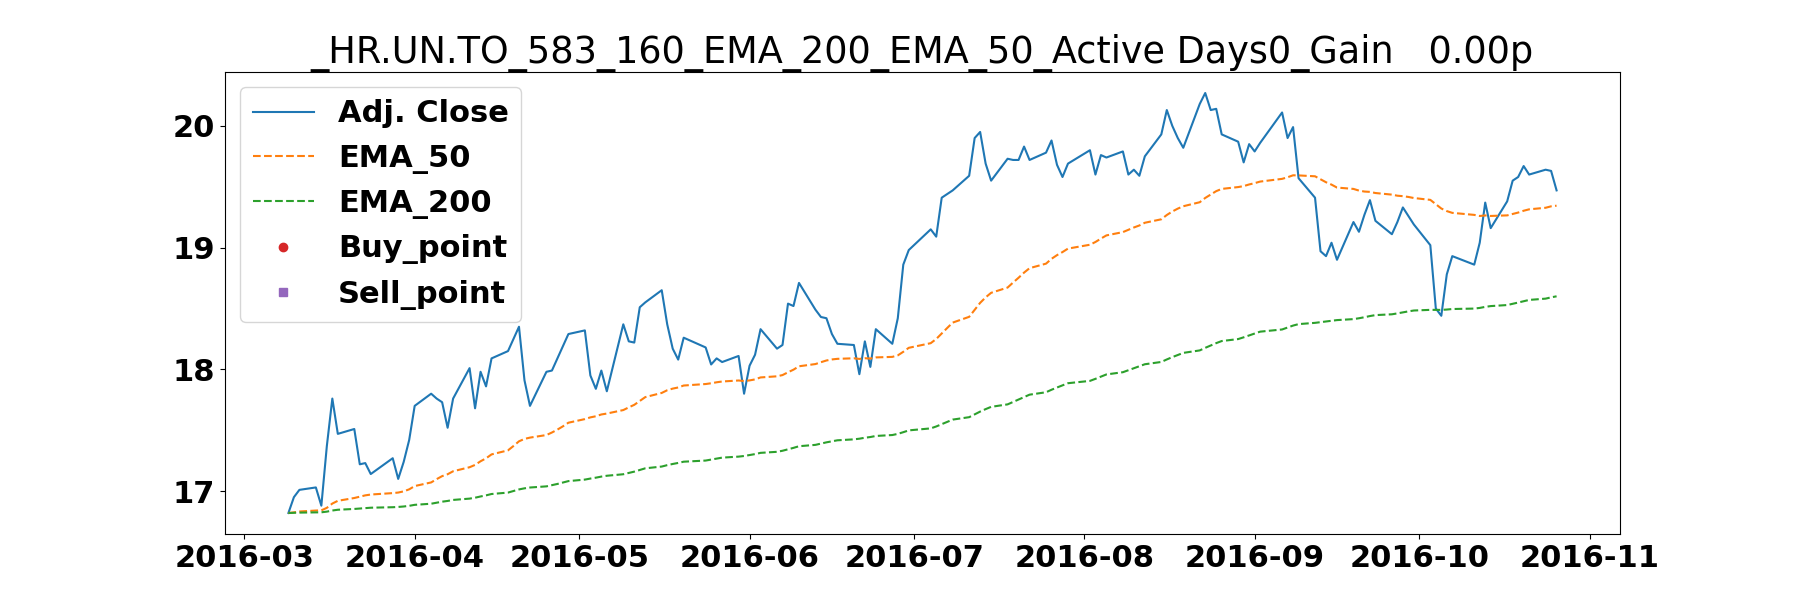 _HR.UN.TO_583_160_EMA_200_EMA_50_Active Days0_Gain   0.00p
Adj. Close
EMA_50
EMA_200
Buy_point
Sell_point
20
19
18
17
2016-03 2016-04 2016-05 2016-06 2016-07 2016-08 2016-09 2016-10 2016-11